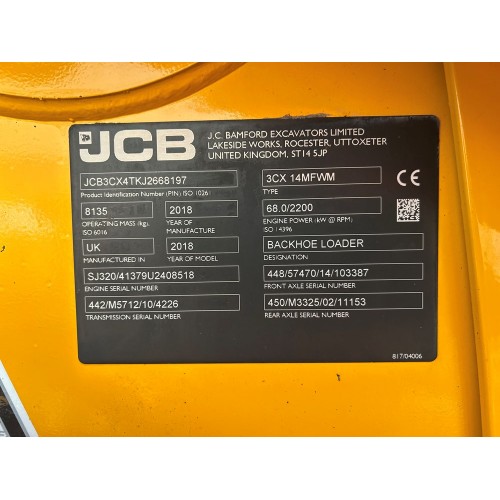 JCB
J.C. BAMFORD EXCAVATORS LIMITED
LAKESIDE WORKS, ROCESTER, UTTOXETER
UNITED KINGDOM, ST14 5JP
JCB3CX4TKJ2668197
Product Identification Number (PIN) ISO 10261
3CX 14MFWM
TYPE
CE
8135
OPERATING MASS (kg)
ISO 6016
2018
YEAR OF
MANUFACTURE
68.0/2200
ENGINE POWER (kW @ RPM)
ISO 14396
UK
MANUFACTURED IN
2018
YEAR OF MODEL
BACKHOE LOADER
DESIGNATION
SJ320/41379U2408518
ENGINE SERIAL NUMBER
448/57470/14/103387
FRONT AXLE SERIAL NUMBER
442/M5712/10/4226
TRANSMISSION SERIAL NUMBER
450/M3325/02/11153
REAR AXLE SERIAL NUMBER
817/04006